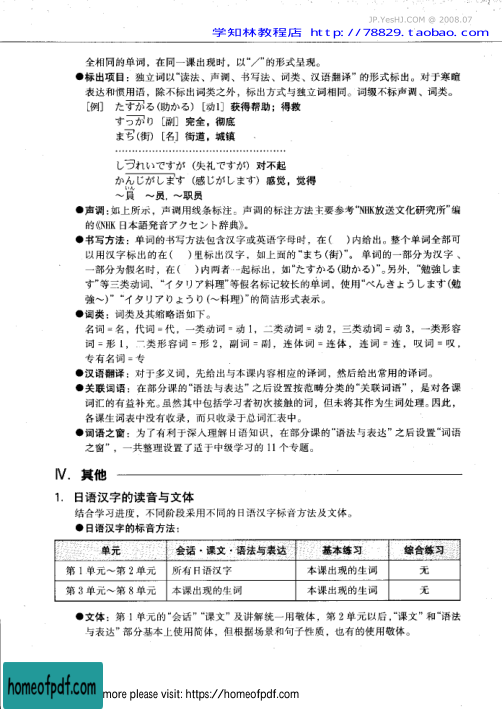 JP.YesHJ.COM @ 2008.07
学知林教程店 http://78829.taobao.com
全相同的单词，在同一课出现时，以“／”的形式呈现。
●标出项目：独立词以“读法、声调、书写法、词类、汉语翻译”的形式标出。对于寒暄
表达和惯用语，除不标出词类之外，标出方式与独立词相同。词缀不标声调、词类。
［例］ たすかる(助かる)［动1］获得帮助；得救
すっかり［副］完全，彻底
まち(街)［名］街道，城镇
……………………………………………
しつれいですが（失礼ですが）对不起
かんじがします（感じがします）感觉，觉得
～員 ～员，～职员
いん
●声调：如上所示，声调用线条标注。声调的标注方法主要参考“NHK放送文化研究所”编
的《NHK日本語発音アクセント辞典》。
●书写方法：单词的书写方法包含汉字或英语字母时，在（ ）内给出。整个单词全部可
以用汉字标出的在（ ）里标出汉字，如上面的“まち(街)”。单词的一部分为汉字、
一部分为假名时，在（ ）内两者一起标出，如“たすかる(助かる)”。另外，“勉強しま
す”等三类动词，“イタリア料理”等假名标记较长的单词，使用“べんきょうします(勉
強～)”“イタリアりょうり(～料理)”的简洁形式表示。
●词类：词类及其缩略语如下。
名词＝名，代词＝代，一类动词＝动1，二类动词＝动2，三类动词＝动3，一类形容
词＝形1，二类形容词＝形2，副词＝副，连体词＝连体，连词＝连，叹词＝叹，
专有名词＝专
●汉语翻译：对于多义词，先给出与本课内容相应的译词，然后给出常用的译词。
●关联词语：在部分课的“语法与表达”之后设置按范畴分类的“关联词语”，是对各课
词汇的有益补充。虽然其中包括学习者初次接触的词，但未将其作为生词处理。因此，
各课生词表中没有收录，而只收录于总词汇表中。
●词语之窗：为了有利于深入理解日语知识，在部分课的“语法与表达”之后设置“词语
之窗”，一共整理设置了适于中级学习的11个专题。
Ⅳ．其他
1．日语汉字的读音与文体
结合学习进度，不同阶段采用不同的日语汉字标音方法及文体。
●日语汉字的标音方法：
单元 会话·课文·语法与表达 基本练习 综合练习
第1单元～第2单元 所有日语汉字 本课出现的生词 无
第3单元～第8单元 本课出现的生词 本课出现的生词 无
●文体：第1单元的“会话”“课文”及讲解统一用敬体，第2单元以后，“课文”和“语法
与表达”部分基本上使用简体，但根据场景和句子性质，也有的使用敬体。
homeofpdf.com
more please visit: https://homeofpdf.com